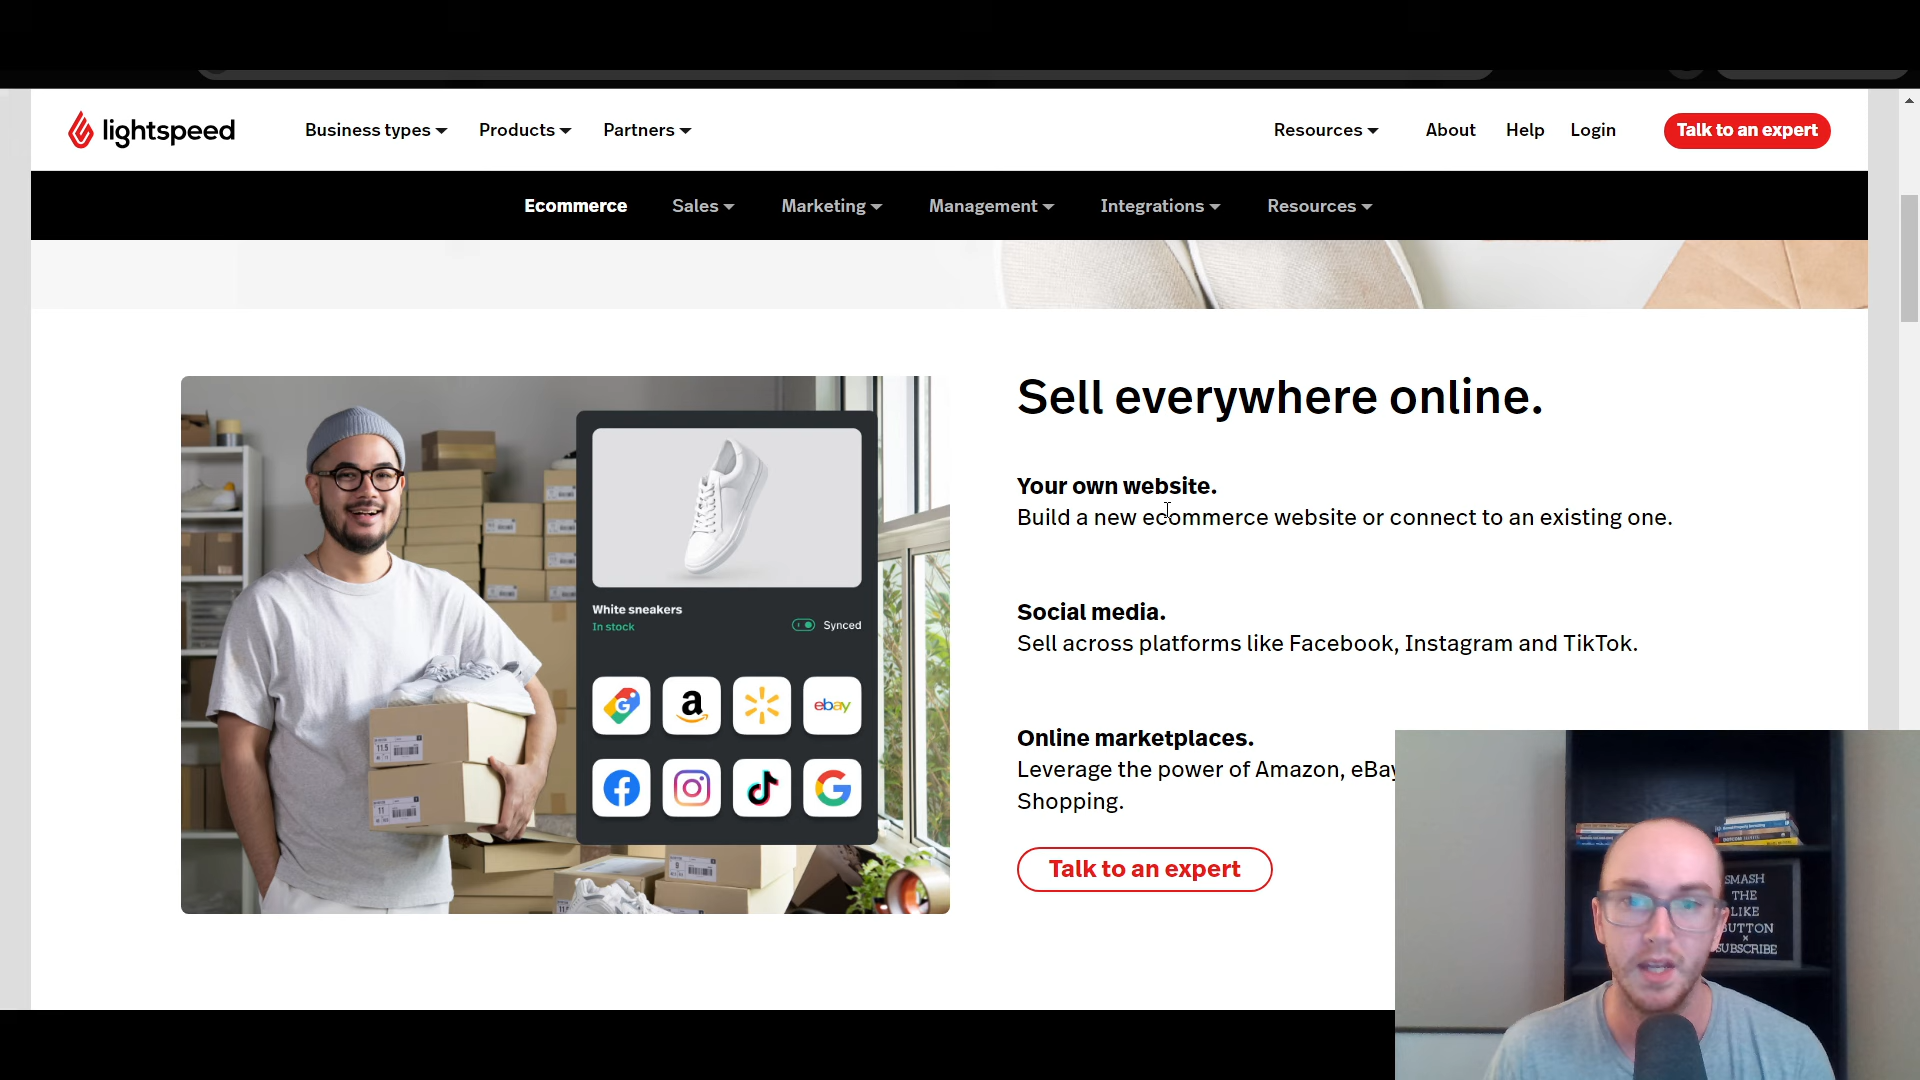 lightspeed
Business types
Products
Partners
Resources
About
Help
Login
Talk to an expert
Ecommerce
Sales
Marketing
Management
Integrations
Resources
Sell everywhere online.
Your own website.
Build a new ecommerce website or connect to an existing one.
Social media.
Sell across platforms like Facebook, Instagram and TikTok.
Online marketplaces.
Leverage the power of Amazon, eBay
Shopping.
Talk to an expert
White sneakers
In stock
Synced
ebay
11.5
11
SMASH
THE
LIKE
BUTTON
×
SUBSCRIBE